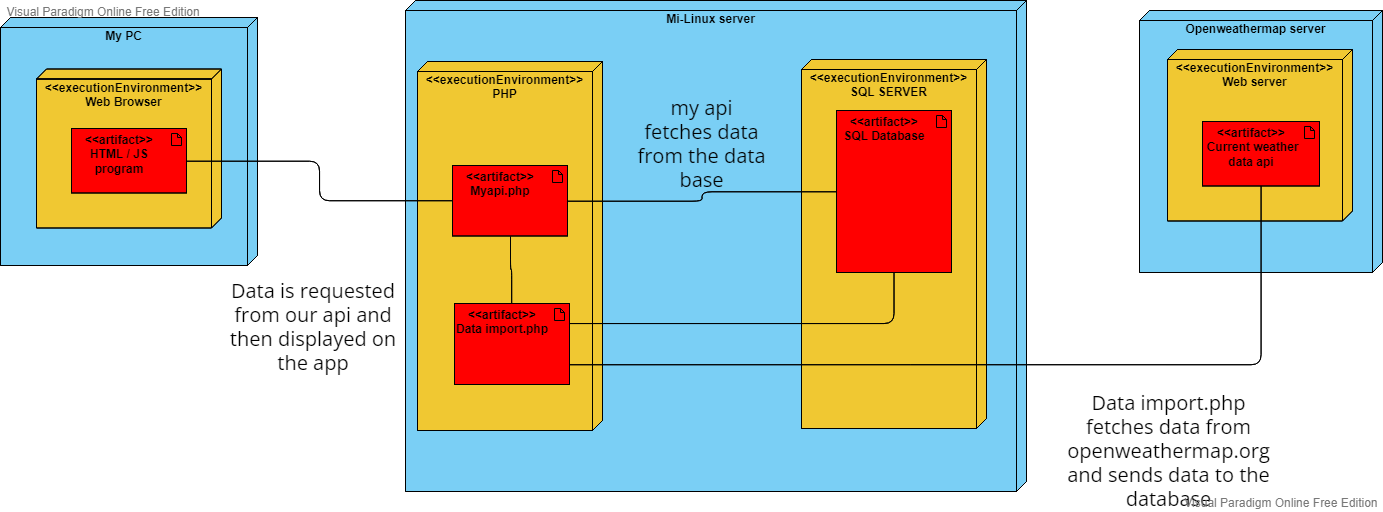 Visual Paradigm Online Free Edition
My PC
<<executionEnvironment>>
Web Browser
<<artifact>>
HTML / JS
program
Data is requested
from our api and
then displayed on
the app
Mi-Linux server
<<executionEnvironment>>
PHP
<<artifact>>
Myapi.php
<<artifact>>
Data import.php
my api
fetches data
from the data
base
<<executionEnvironment>>
SQL SERVER
<<artifact>>
SQL Database
Openweathermap server
<<executionEnvironment>>
Web server
<<artifact>>
Current weather
data api
Data import.php
fetches data from
openweathermap.org
and sends data to the
database
Visual Paradigm Online Free Edition